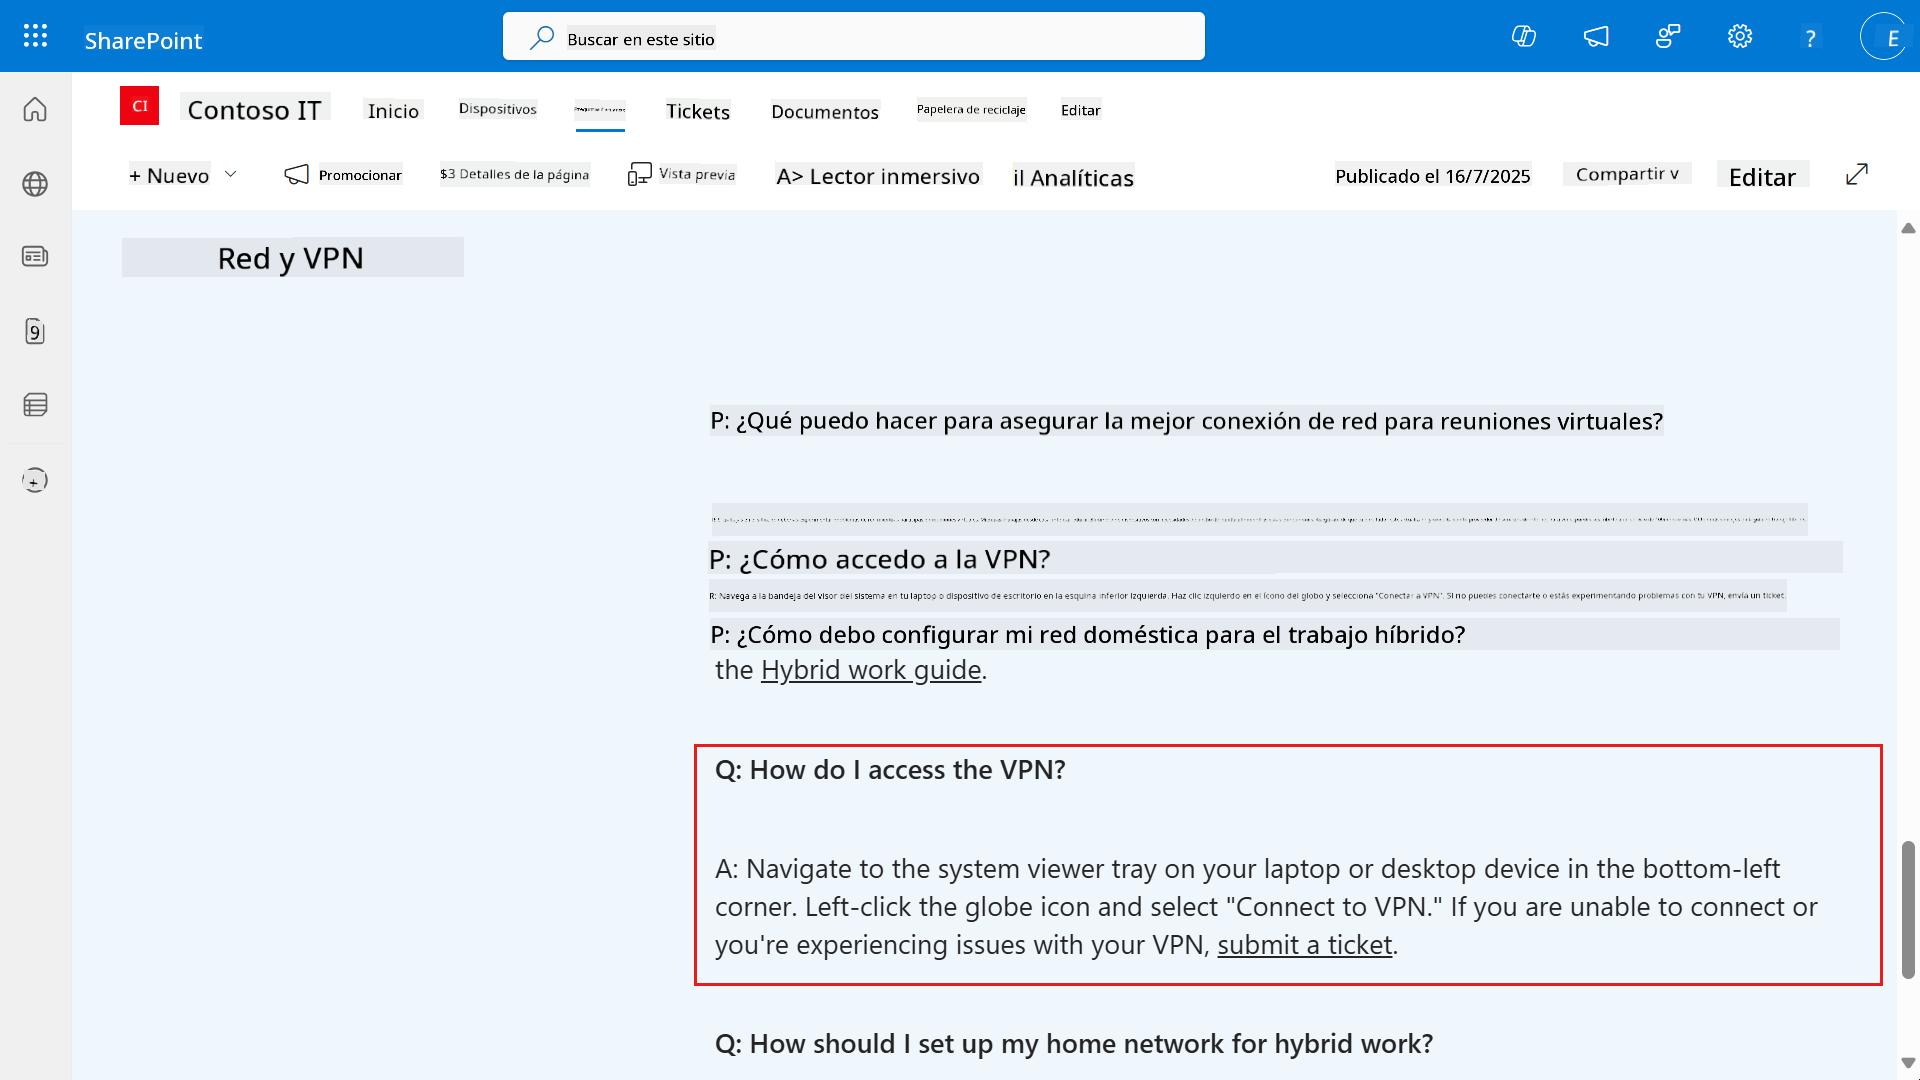 SharePoint
Buscar en este sitio
?
E
CI
Contoso IT
Inicio
Dispositivos
Tickets
Documentos
Papelera de reciclaje
Editar
+ Nuevo
Promocionar
$3 Detalles de la página
Vista previa
A> Lector inmersivo
il Analíticas
Publicado el 16/7/2025
Compartir v
Editar
Red y VPN
P: ¿Qué puedo hacer para asegurar la mejor conexión de red para reuniones virtuales?
P: ¿Cómo accedo a la VPN?
R: Navega a la bandeja del visor del sistema en tu laptop o dispositivo de escritorio en la esquina inferior izquierda. Haz clic izquierdo en el ícono del globo y selecciona "Conectar a VPN". Si no puedes conectarte o estás experimentando problemas con tu VPN, envía un ticket.
P: ¿Cómo debo configurar mi red doméstica para el trabajo híbrido?
the Hybrid work guide.
Q: How do I access the VPN?
A: Navigate to the system viewer tray on your laptop or desktop device in the bottom-left
corner. Left-click the globe icon and select "Connect to VPN." If you are unable to connect or
you're experiencing issues with your VPN, submit a ticket.
Q: How should I set up my home network for hybrid work?